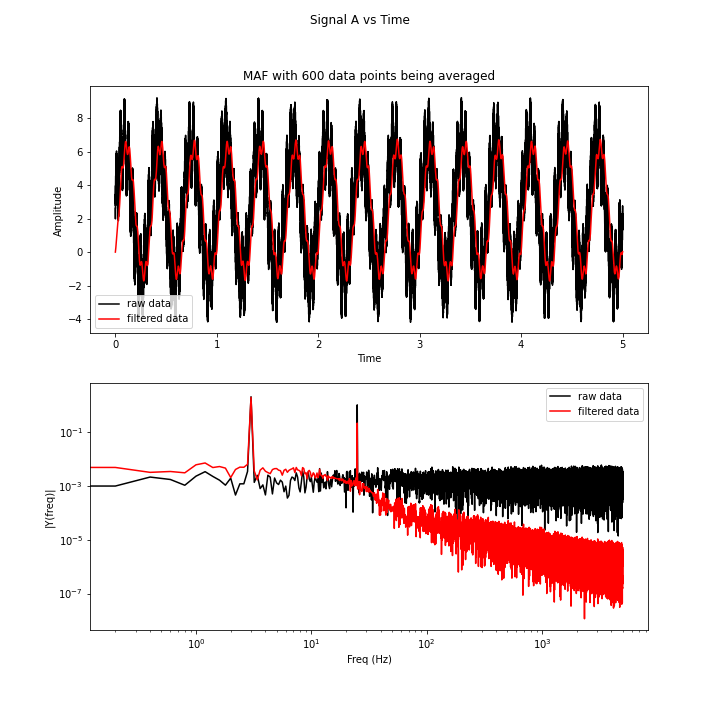 Signal A vs Time
MAF with 600 data points being averaged
8
6
4
2
0
−2
−4
Amplitude
raw data
filtered data
0 1 2 3 4 5
Time
raw data
filtered data
10⁻¹
10⁻³
10⁻⁵
10⁻⁷
|Y(freq)|
10⁰ 10¹ 10² 10³
Freq (Hz)